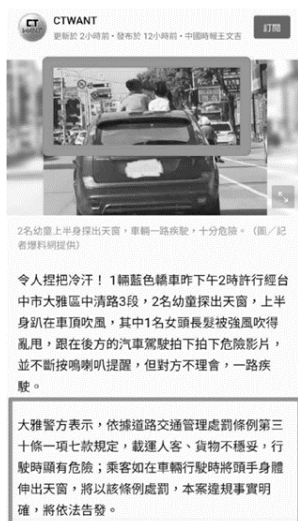 CTWANT
更新於 2小時前・發布於 12小時前・中國時報王文吉
訂閱
CT
WANT
2名幼童上半身探出天窗，車輛一路疾駛，十分危險。（圖／記
者爆料網提供）
令人捏把冷汗！ 1輛藍色轎車昨下午2時許行經台
中市大雅區中清路3段，2幼童探出天窗，上半
身趴在車頂吹風，其中1名女頭長髮被強風吹得
亂甩，跟在後方的汽車駕駛拍下拍下危險影片，
並不斷按鳴喇叭提醒，但對方不理會，一路疾
駛。
大雅警方表示，依據道路交通管理處罰條例第三
十條一項七款規定，載運人客、貨物不穩妥，行
駛時顯有危險；乘客如在車輛行駛時將頭手身體
伸出天窗，將以該條例處罰，本案違規事實明
確，將依法告發。